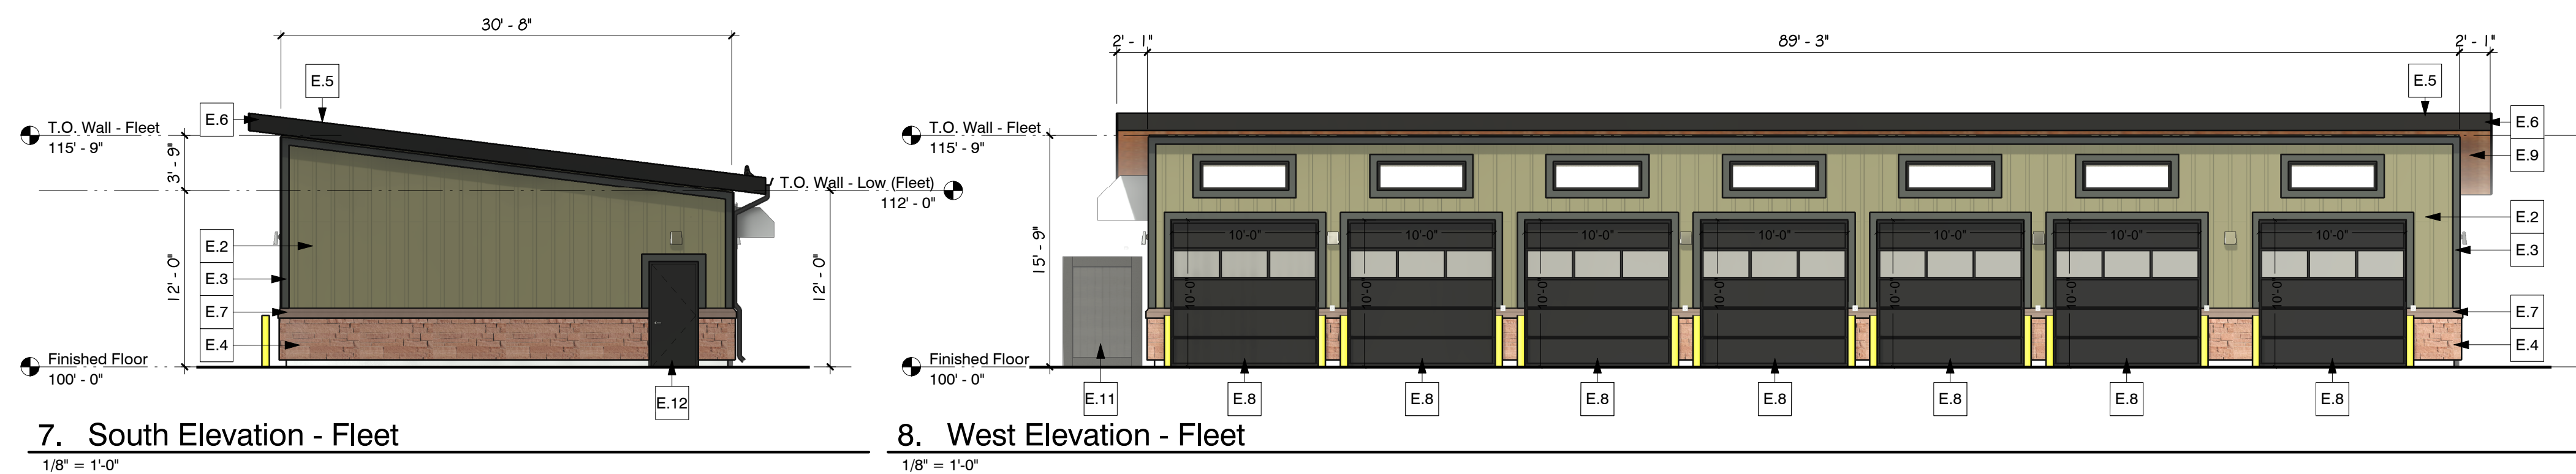 30' - 8"
E.5
E.6
T.O. Wall - Fleet
115' - 9"
3' - 9"
T.O. Wall - Low (Fleet)
112' - 0"
E.2
E.3
12' - 0"
12' - 0"
E.7
E.4
Finished Floor
100' - 0"
E.12
7. South Elevation - Fleet
1/8" = 1'-0"
2' - 1"
89' - 3"
2' - 1"
E.5
T.O. Wall - Fleet
115' - 9"
E.6
E.9
15' - 9"
E.2
E.3
10'-0"
10'-0"
10'-0"
10'-0"
10'-0"
10'-0"
10'-0"
10'-0"
10'-0"
10'-0"
10'-0"
10'-0"
10'-0"
10'-0"
E.7
E.4
Finished Floor
100' - 0"
E.11
E.8
E.8
E.8
E.8
E.8
E.8
E.8
8. West Elevation - Fleet
1/8" = 1'-0"